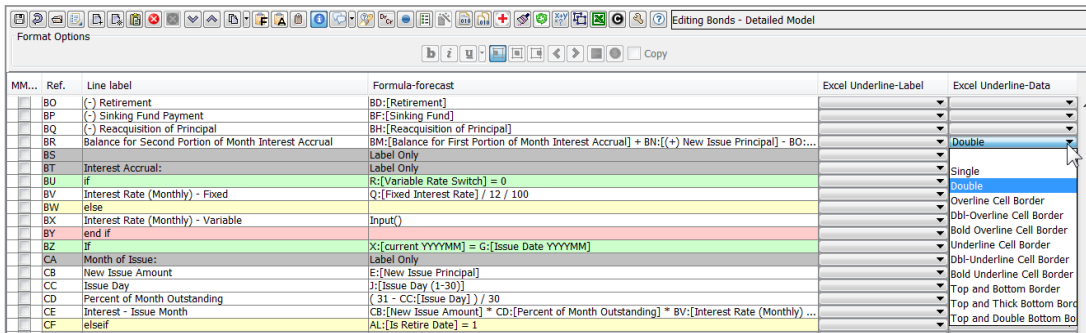 Editing Bonds - Detailed Model
Format Options
b i u Copy
MM... Ref. Line label Formula-forecast Excel Underline-Label Excel Underline-Data
BO (-) Retirement BD:[Retirement]
BP (-) Sinking Fund Payment BF:[Sinking Fund]
BQ (-) Reacquisition of Principal BH:[Reacquisition of Principal]
BR Balance for Second Portion of Month Interest Accrual BM:[Balance for First Portion of Month Interest Accrual] + BN:[(+) New Issue Principal] - BO:... Double
BS Label Only
BT Interest Accrual: Label Only Single
BU if R:[Variable Rate Switch] = 0 Double
BV Interest Rate (Monthly) - Fixed Q:[Fixed Interest Rate] / 12 / 100 Overline Cell Border
BW else Dbl-Overline Cell Border
BX Interest Rate (Monthly) - Variable Input() Bold Overline Cell Border
BY end if Underline Cell Border
BZ If X:[current YYYYMM] = G:[Issue Date YYYYMM] Dbl-Underline Cell Border
CA Month of Issue: Label Only Bold Underline Cell Border
CB New Issue Amount E:[New Issue Principal]
CC Issue Day J:[Issue Day (1-30)] Top and Bottom Border
CD Percent of Month Outstanding ( 31 - CC:[Issue Day] ) / 30 Top and Thick Bottom Bord
CE Interest - Issue Month CB:[New Issue Amount] * CD:[Percent of Month Outstanding] * BV:[Interest Rate (Monthly) ... Top and Double Bottom Bo
CF elseif AL:[Is Retire Date] = 1